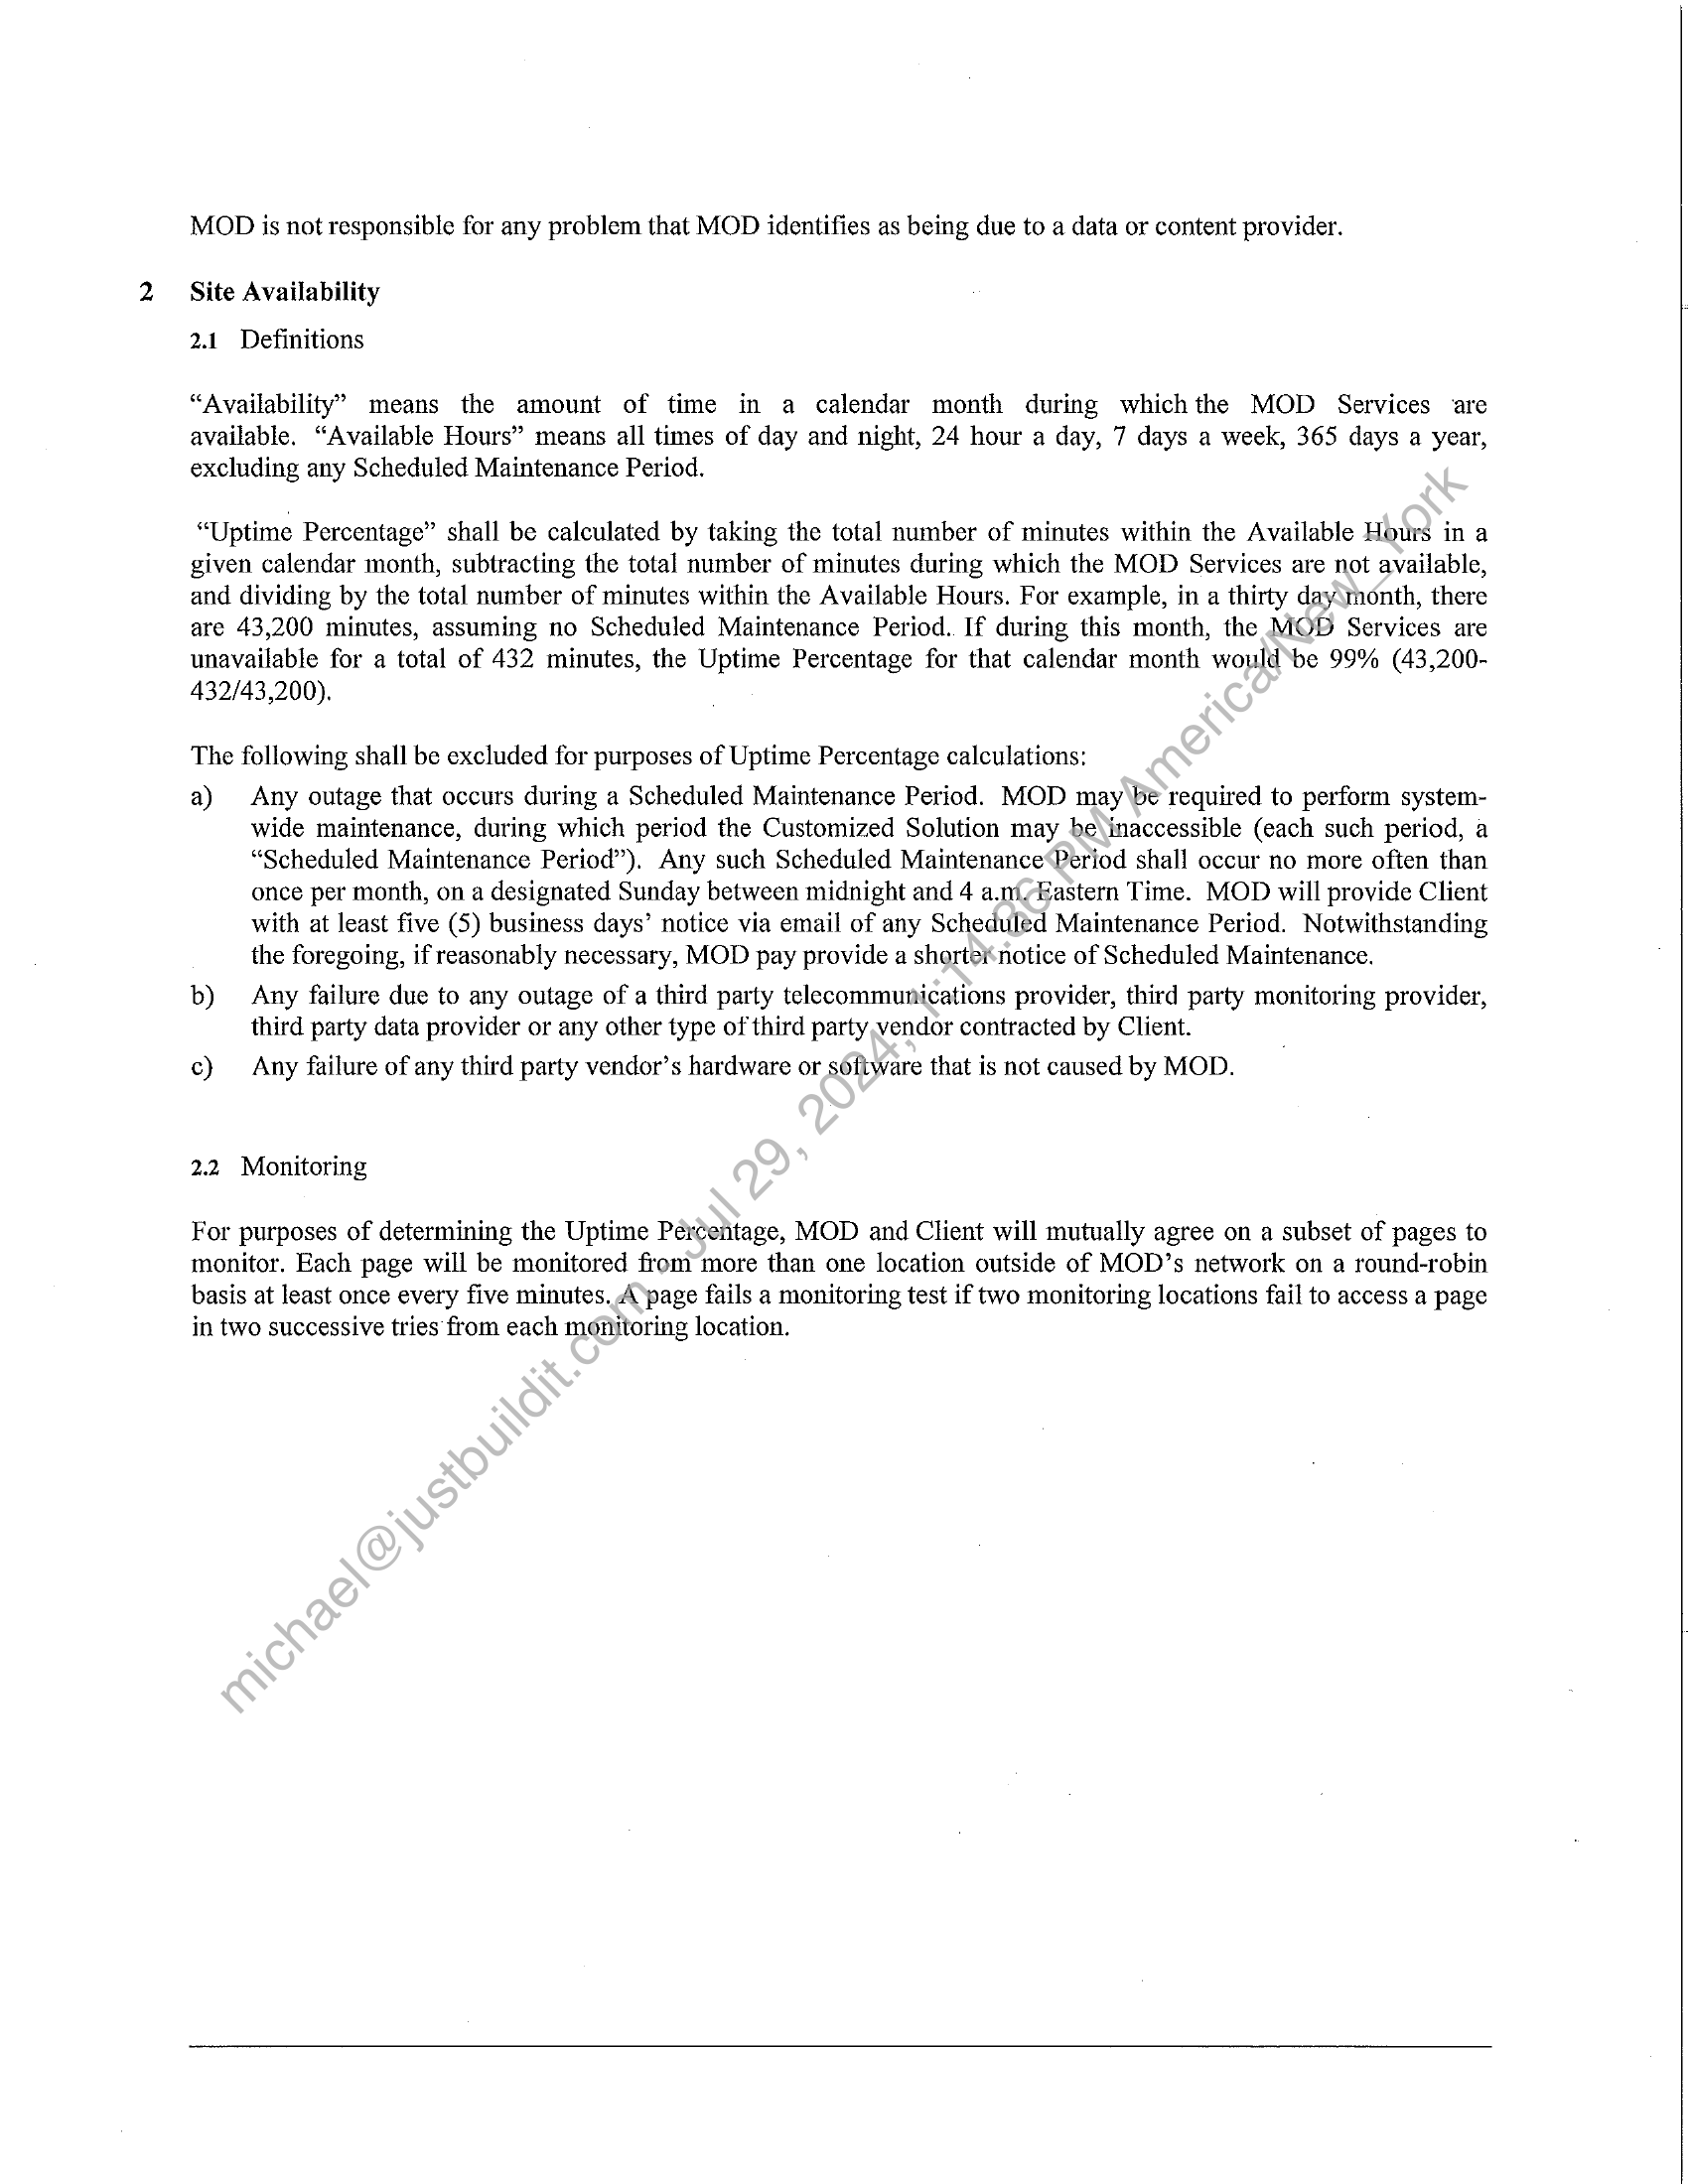 MOD is not responsible for any problem that MOD identifies as being due to a data or content provider.
2 Site Availability
2.1 Definitions
“Availability” means the amount of time in a calendar month during which the MOD Services are
available. “Available Hours” means all times of day and night, 24 hour a day, 7 days a week, 365 days a year,
excluding any Scheduled Maintenance Period.
“Uptime Percentage” shall be calculated by taking the total number of minutes within the Available Hours in a
given calendar month, subtracting the total number of minutes during which the MOD Services are not available,
and dividing by the total number of minutes within the Available Hours. For example, in a thirty day month, there
are 43,200 minutes, assuming no Scheduled Maintenance Period. If during this month, the MOD Services are
unavailable for a total of 432 minutes, the Uptime Percentage for that calendar month would be 99% (43,200-
432/43,200).
The following shall be excluded for purposes of Uptime Percentage calculations:
a) Any outage that occurs during a Scheduled Maintenance Period. MOD may be required to perform system-
wide maintenance, during which period the Customized Solution may be inaccessible (each such period, a
“Scheduled Maintenance Period”). Any such Scheduled Maintenance Period shall occur no more often than
once per month, on a designated Sunday between midnight and 4 a.m. Eastern Time. MOD will provide Client
with at least five (5) business days’ notice via email of any Scheduled Maintenance Period. Notwithstanding
the foregoing, if reasonably necessary, MOD pay provide a shorter notice of Scheduled Maintenance.
b) Any failure due to any outage of a third party telecommunications provider, third party monitoring provider,
third party data provider or any other type of third party vendor contracted by Client.
c) Any failure of any third party vendor’s hardware or software that is not caused by MOD.
2.2 Monitoring
For purposes of determining the Uptime Percentage, MOD and Client will mutually agree on a subset of pages to
monitor. Each page will be monitored from more than one location outside of MOD’s network on a round-robin
basis at least once every five minutes. A page fails a monitoring test if two monitoring locations fail to access a page
in two successive tries from each monitoring location.
michael@justbuildit.com - Jul 29, 2024, 1:14:36 PM America/New_York